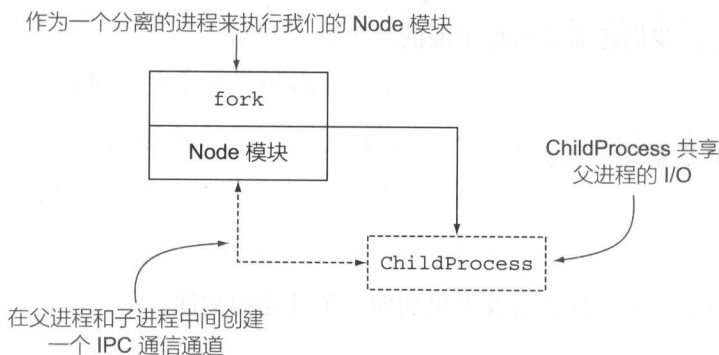 作为一个分离的进程来执行我们的 Node 模块
fork
Node 模块
ChildProcess 共享
父进程的 I/O
ChildProcess
在父进程和子进程中间创建
一个 IPC 通信通道